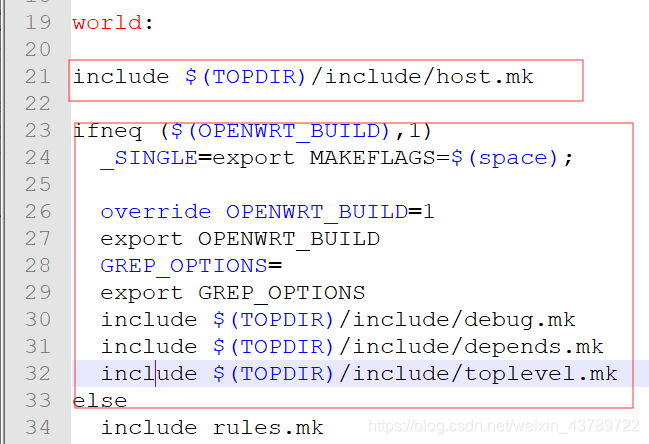 19 world:
20
21 include $(TOPDIR)/include/host.mk
22
23 ifneq ($(OPENWRT_BUILD),1)
24   _SINGLE=export MAKEFLAGS=$(space);
25
26   override OPENWRT_BUILD=1
27   export OPENWRT_BUILD
28   GREP_OPTIONS=
29   export GREP_OPTIONS
30   include $(TOPDIR)/include/debug.mk
31   include $(TOPDIR)/include/depends.mk
32   include $(TOPDIR)/include/toplevel.mk
33 else
34   include rules.mk
https://blog.csdn.net/weixin_43789722